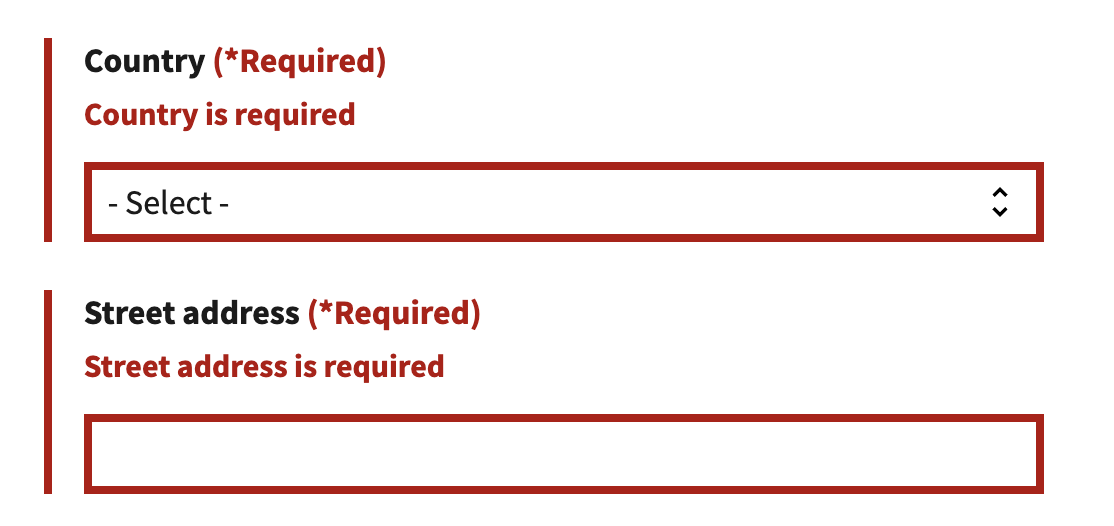 Country (*Required)
Country is required
- Select -
Street address (*Required)
Street address is required